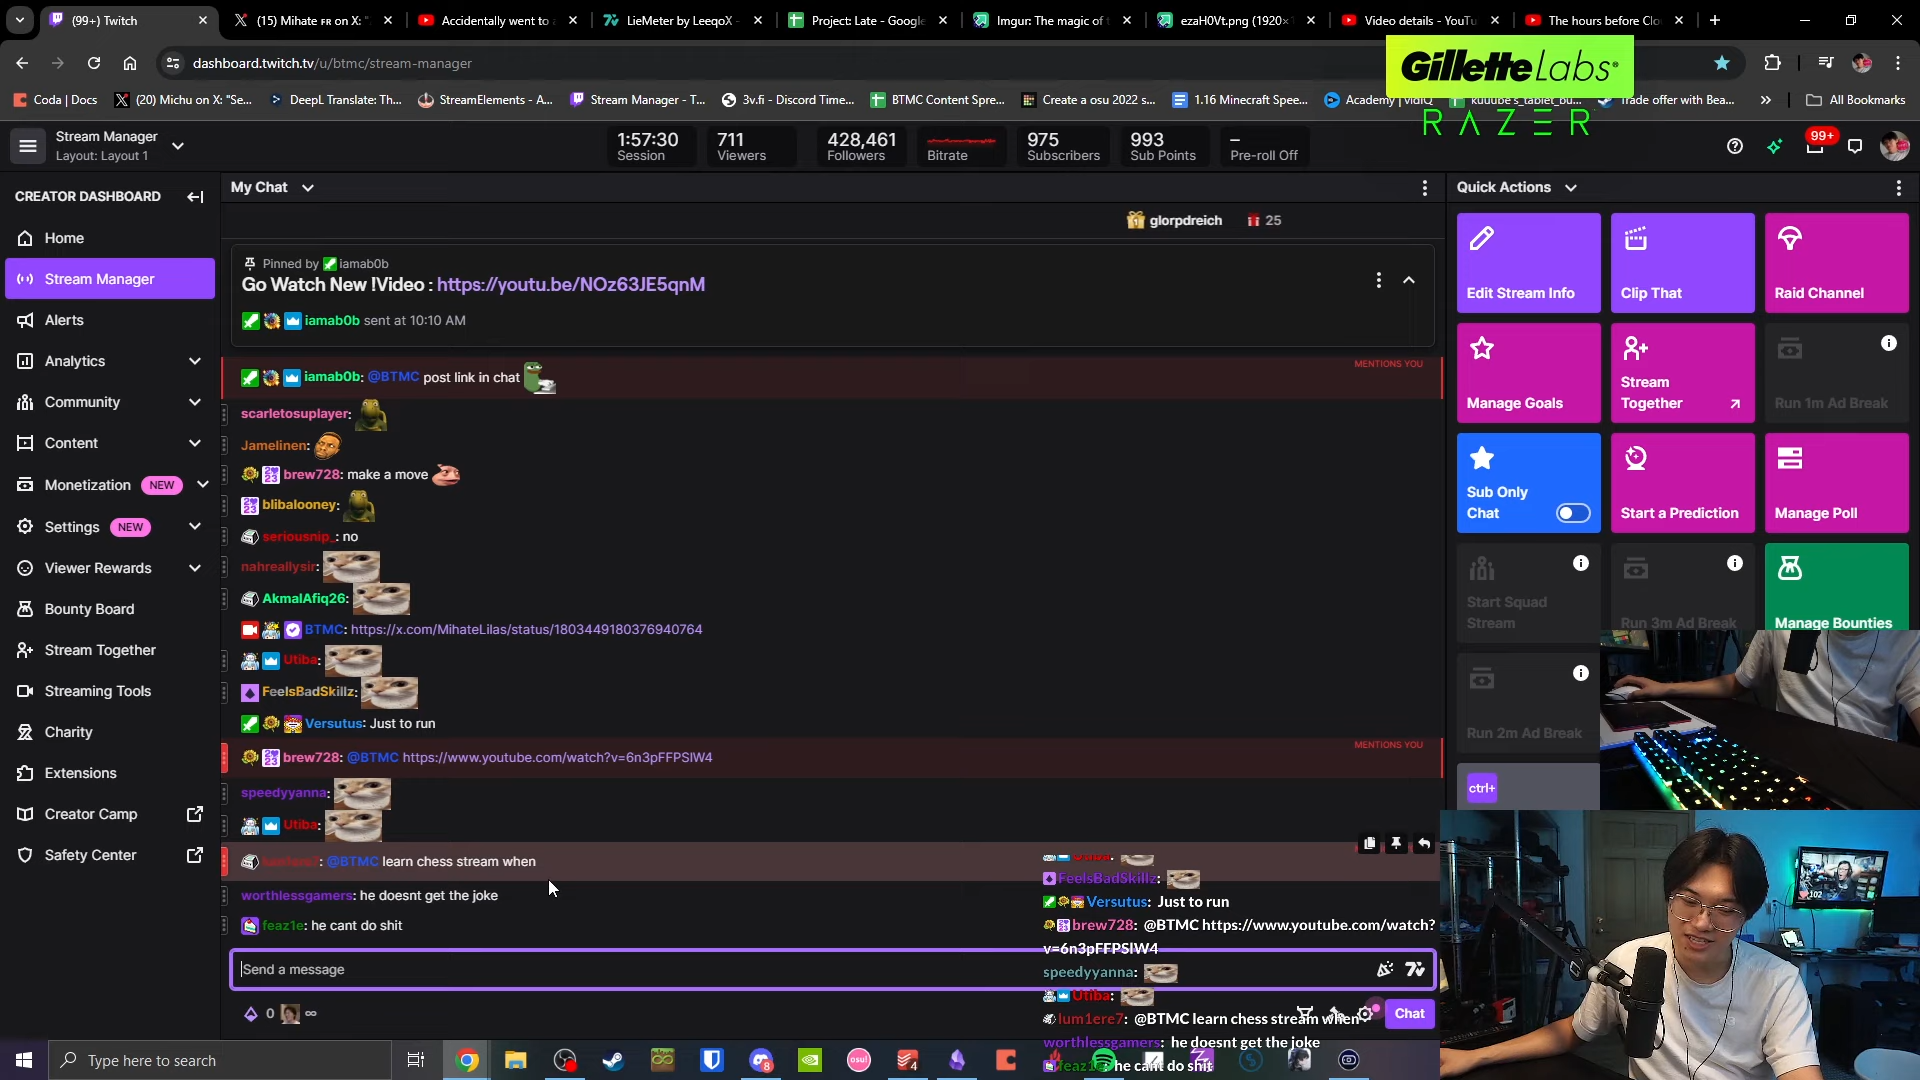 (99+) Twitch
(15) Mihate FR on X: "
Accidentally went to a
LieMeter by LeeqoX -
Project: Late - Google
Imgur: The magic of t
ezaH0Vt.png (1920×1
Video details - YouTu
The hours before Clo
dashboard.twitch.tv/u/btmc/stream-manager
Coda | Docs
(20) Michu on X: "Se...
DeepL Translate: Th...
StreamElements - A...
Stream Manager - T...
3v.fi - Discord Time...
BTMC Content Spre...
Create a osu 2022 s...
1.16 Minecraft Spee...
Academy | vidIQ
kuuube's_tablet_bu...
Trade offer with Bea...
All Bookmarks
GilletteLabs
RAZER
Stream Manager
Layout: Layout 1
1:57:30
Session
711
Viewers
428,461
Followers
Bitrate
975
Subscribers
993
Sub Points
–
Pre-roll Off
99+
CREATOR DASHBOARD
Home
Stream Manager
Alerts
Analytics
Community
Content
Monetization NEW
Settings NEW
Viewer Rewards
Bounty Board
Stream Together
Streaming Tools
Charity
Extensions
Creator Camp
Safety Center
My Chat
glorpdreich 25
Pinned by iamab0b
Go Watch New !Video : https://youtu.be/NOz63JE5qnM
iamab0b sent at 10:10 AM
MENTIONS YOU
iamab0b: @BTMC post link in chat
scarletosuplayer:
Jamelinen:
brew728: make a move
blibalooney:
seriousnip_: no
nahreallysir:
AkmalAfiq26:
BTMC: https://x.com/MihateLilas/status/1803449180376940764
Utiba:
FeelsBadSkillz:
Versutus: Just to run
MENTIONS YOU
brew728: @BTMC https://www.youtube.com/watch?v=6n3pFFPSlW4
speedyyanna:
Utiba:
@BTMC learn chess stream when
worthlessgamers: he doesnt get the joke
feaz1e: he cant do shit
Send a message
0 ∞
Chat
Utiba:
FeelsBadSkillz:
Versutus: Just to run
brew728: @BTMC https://www.youtube.com/watch?
v=6n3pFFPSlW4
speedyyanna:
Utiba:
lum1ere7: @BTMC learn chess stream when
worthlessgamers: he doesnt get the joke
feaz1e: he cant do shit
Quick Actions
Edit Stream Info
Clip That
Raid Channel
Manage Goals
Stream
Together
Run 1m Ad Break
Sub Only
Chat
Start a Prediction
Manage Poll
Start Squad
Stream
Run 3m Ad Break
Manage Bounties
Run 2m Ad Break
ctrl+
102
Type here to search
osu!
8
4